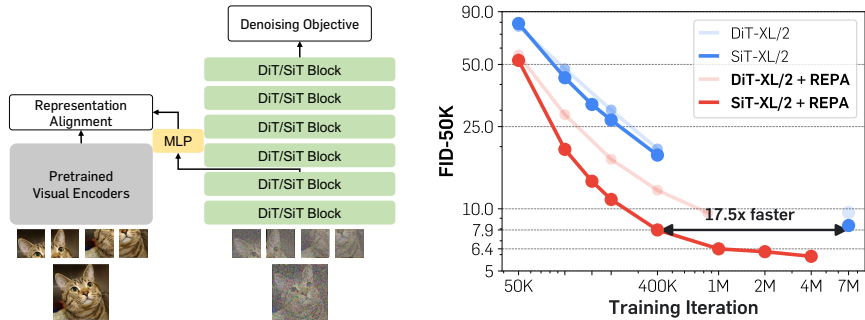 Denoising Objective
DiT/SiT Block
DiT/SiT Block
DiT/SiT Block
DiT/SiT Block
DiT/SiT Block
DiT/SiT Block
Representation
Alignment
MLP
Pretrained
Visual Encoders
FID-50K
50.0
25.0
10.0
7.9
6.4
5
DiT-XL/2
SiT-XL/2
DiT-XL/2 + REPA
SiT-XL/2 + REPA
17.5x faster
50K
400K
1M
2M
4M
7M
Training Iteration